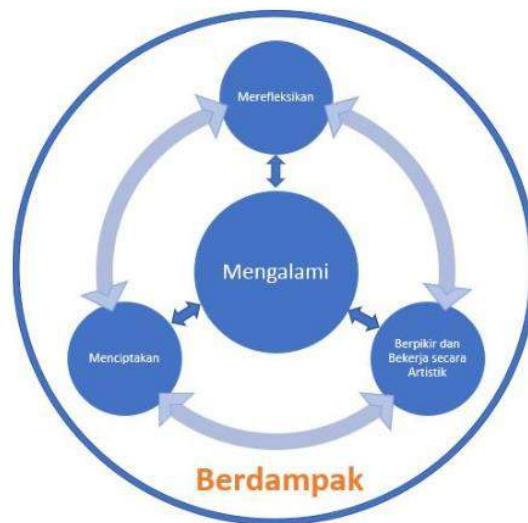 Merefleksikan
Mengalami
Menciptakan
Berpikir dan
Bekerja secara
Artistik
Berdampak